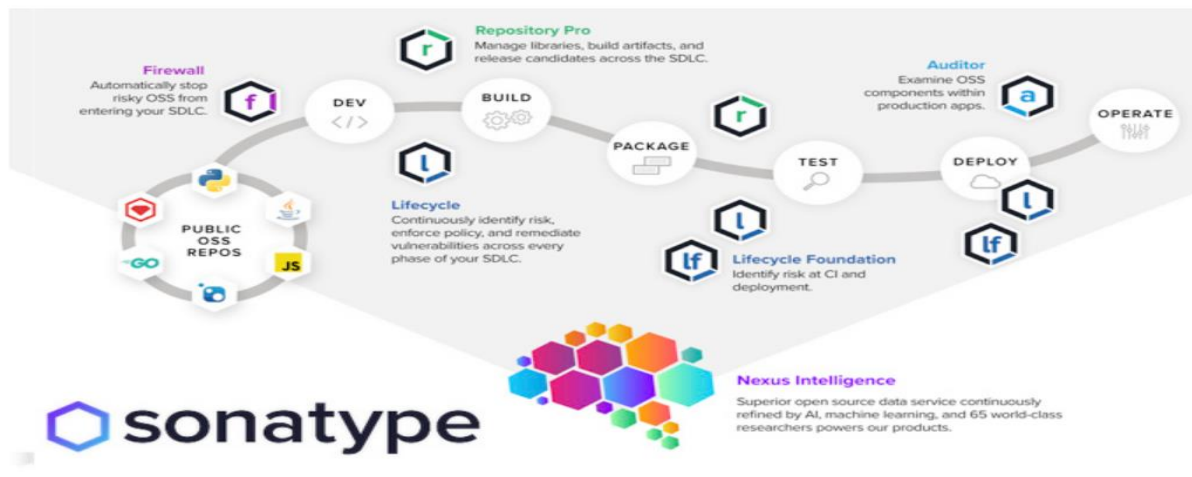 Repository Pro
Manage libraries, build artifacts, and
release candidates across the SDLC.
r
Firewall
Automatically stop
risky OSS from
entering your SDLC.
f
DEV
</>
BUILD
r
Auditor
Examine OSS
components within
production apps.
a
OPERATE
PACKAGE
TEST
DEPLOY
l
Lifecycle
Continuously identify risk,
enforce policy, and remediate
vulnerabilities across every
phase of your SDLC.
PUBLIC
OSS
REPOS
GO
JS
l
lf
Lifecycle Foundation
Identify risk at CI and
deployment.
l
lf
Nexus Intelligence
Superior open source data service continuously
refined by AI, machine learning, and 65 world-class
researchers powers our products.
sonatype